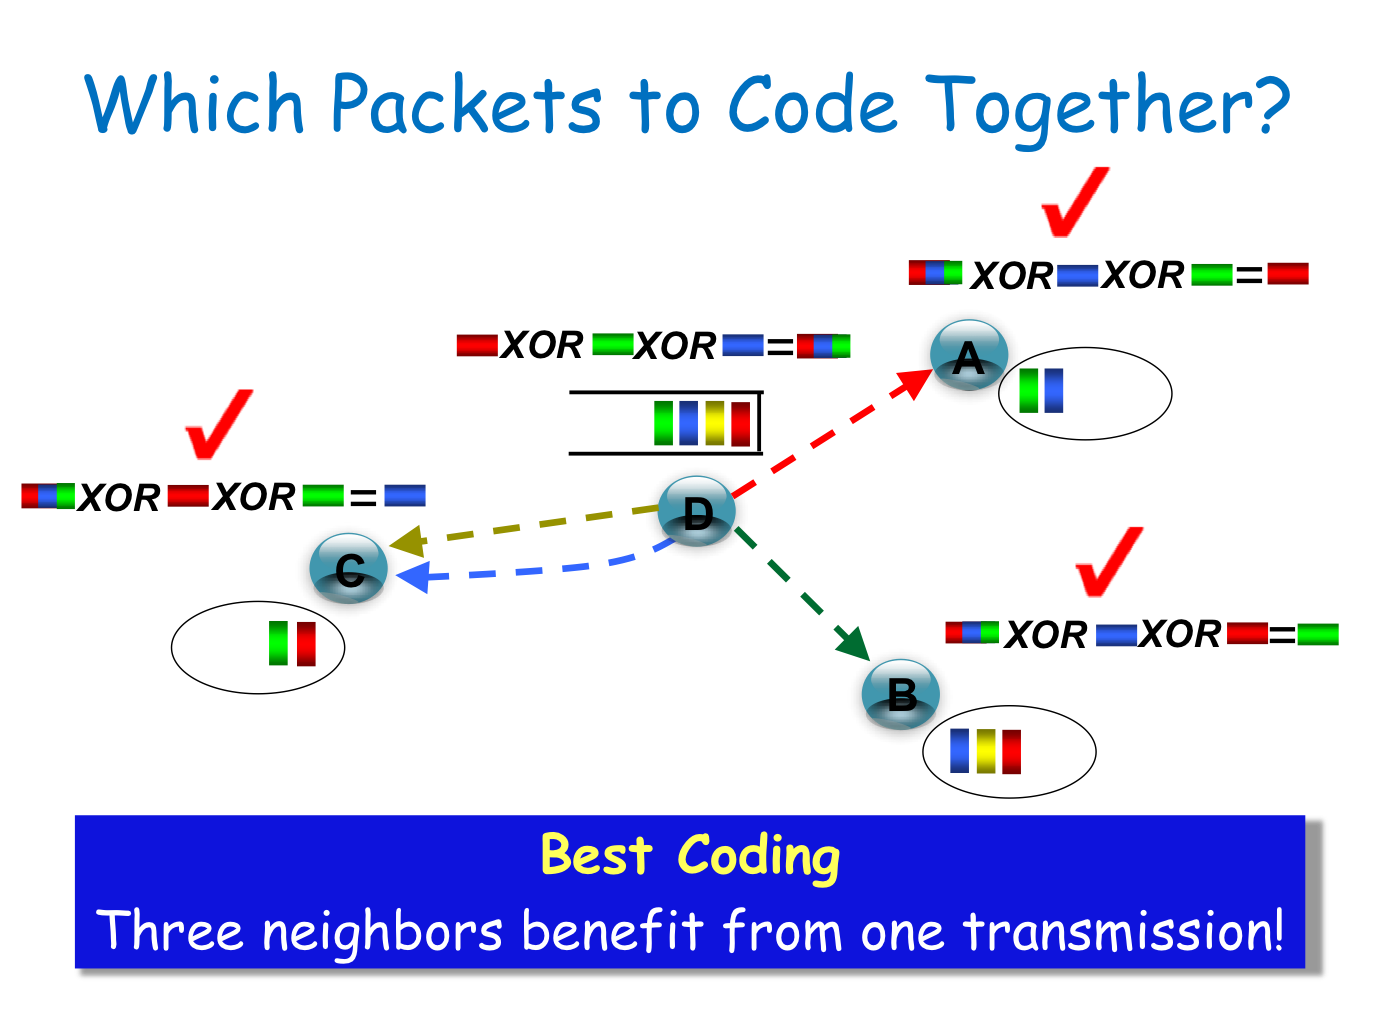 Which Packets to Code Together?
XOR XOR =
A
XOR XOR =
XOR XOR =
D
C
XOR XOR =
B
Best Coding
Three neighbors benefit from one transmission!